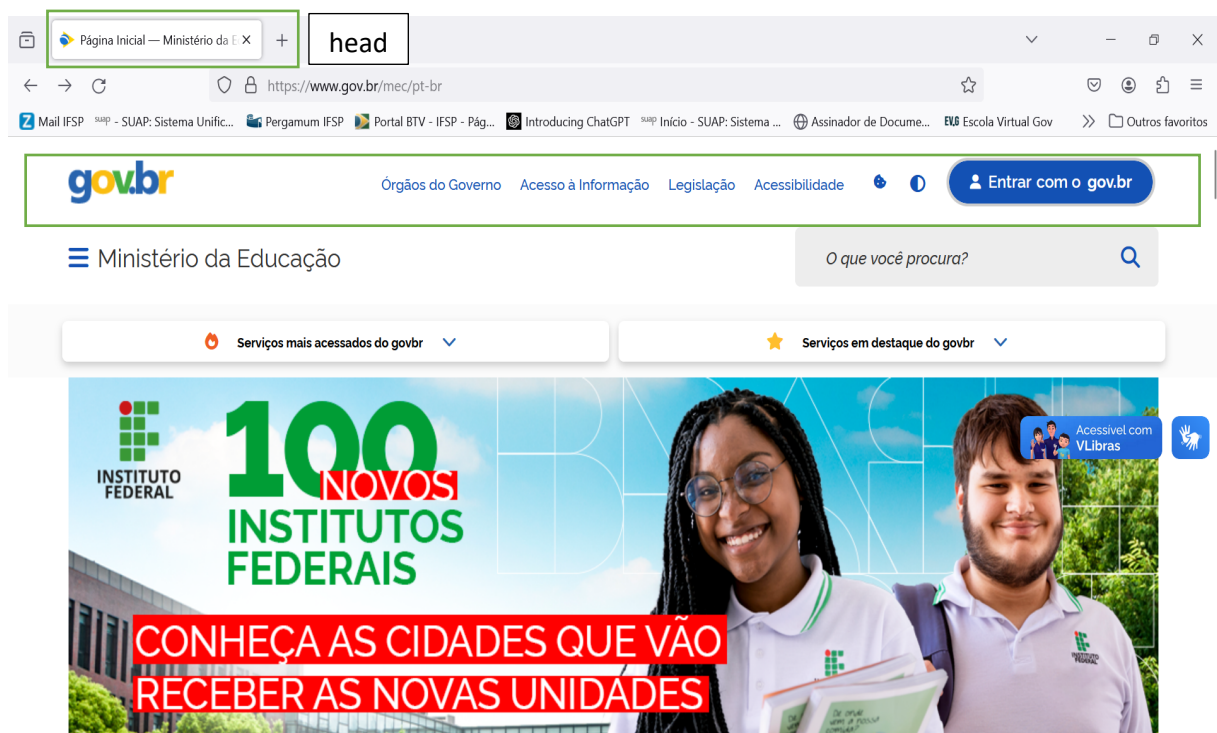 Página Inicial — Ministério da E
head
https://www.gov.br/mec/pt-br
Z Mail IFSP suap - SUAP: Sistema Unific... Pergamum IFSP Portal BTV - IFSP - Pág... Introducing ChatGPT suap Início - SUAP: Sistema ... Assinador de Docume... EV.G Escola Virtual Gov Outros favoritos
gov.br Órgãos do Governo Acesso à Informação Legislação Acessibilidade Entrar com o gov.br
Ministério da Educação O que você procura?
Serviços mais acessados do govbr Serviços em destaque do govbr
INSTITUTO
FEDERAL
100
NOVOS
INSTITUTOS
FEDERAIS
Acessível com
VLibras
CONHEÇA AS CIDADES QUE VÃO
RECEBER AS NOVAS UNIDADES